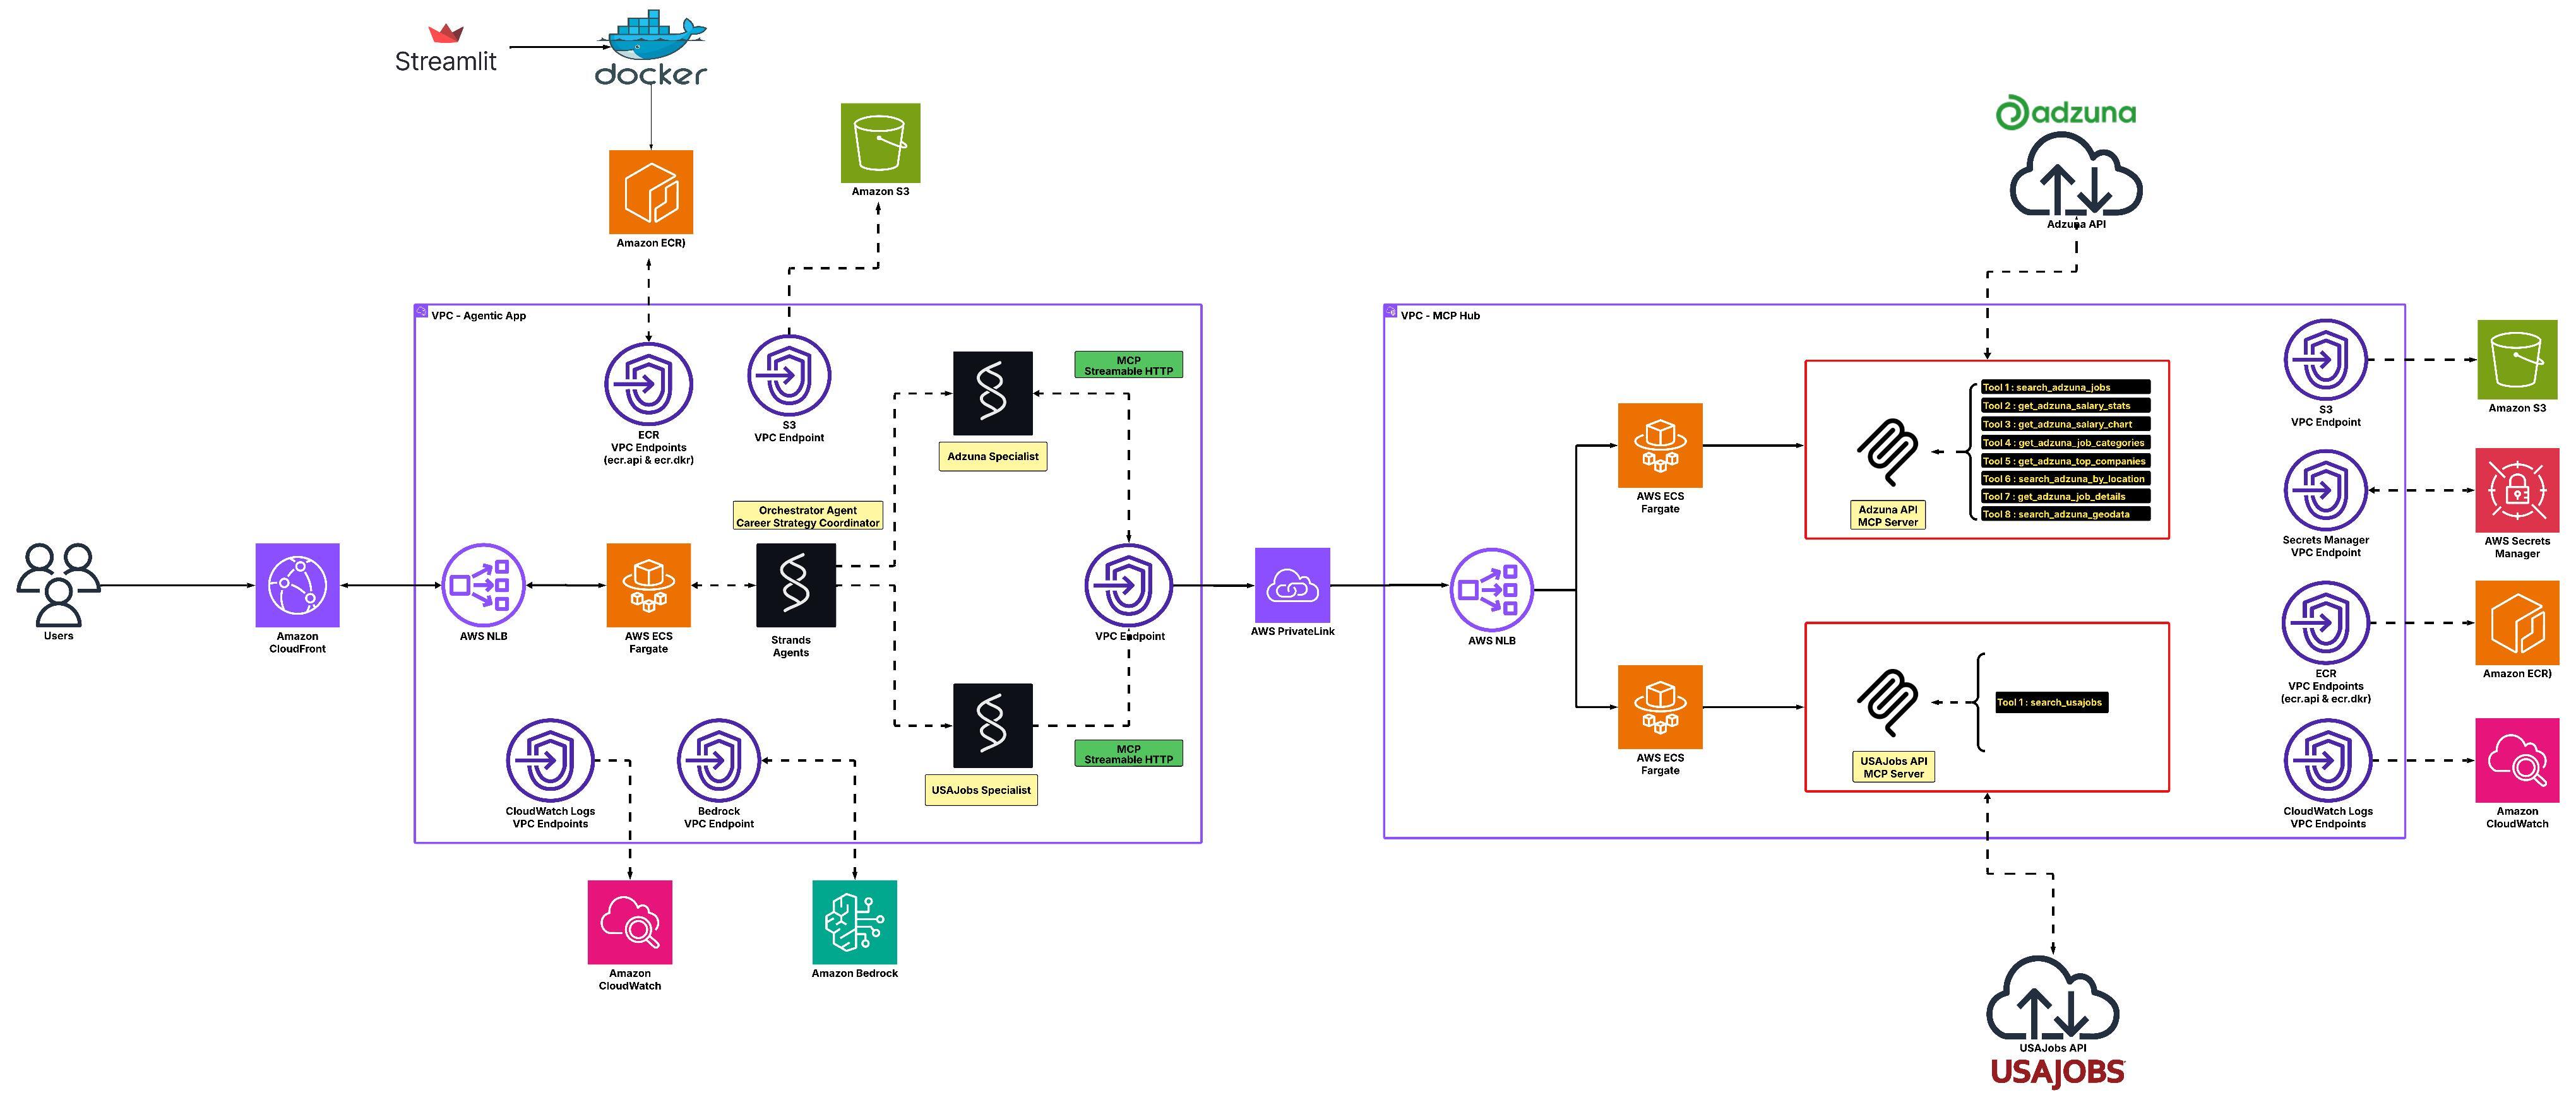 Streamlit
docker
Amazon ECR)
Amazon S3
adzuna
Adzuna API
VPC - Agentic App
ECR
VPC Endpoints
(ecr.api & ecr.dkr)
S3
VPC Endpoint
MCP
Streamable HTTP
Adzuna Specialist
Orchestrator Agent
Career Strategy Coordinator
Users
Amazon
CloudFront
AWS NLB
AWS ECS
Fargate
Strands
Agents
VPC Endpoint
AWS PrivateLink
MCP
Streamable HTTP
USAJobs Specialist
CloudWatch Logs
VPC Endpoints
Bedrock
VPC Endpoint
Amazon
CloudWatch
Amazon Bedrock
VPC - MCP Hub
AWS NLB
AWS ECS
Fargate
Adzuna API
MCP Server
Tool 1 : search_adzuna_jobs
Tool 2 : get_adzuna_salary_stats
Tool 3 : get_adzuna_salary_chart
Tool 4 : get_adzuna_job_categories
Tool 5 : get_adzuna_top_companies
Tool 6 : search_adzuna_by_location
Tool 7 : get_adzuna_job_details
Tool 8 : search_adzuna_geodata
AWS ECS
Fargate
USAJobs API
MCP Server
Tool 1 : search_usajobs
S3
VPC Endpoint
Amazon S3
Secrets Manager
VPC Endpoint
AWS Secrets
Manager
ECR
VPC Endpoints
(ecr.api & ecr.dkr)
Amazon ECR)
CloudWatch Logs
VPC Endpoints
Amazon
CloudWatch
USAJobs API
USAJOBS